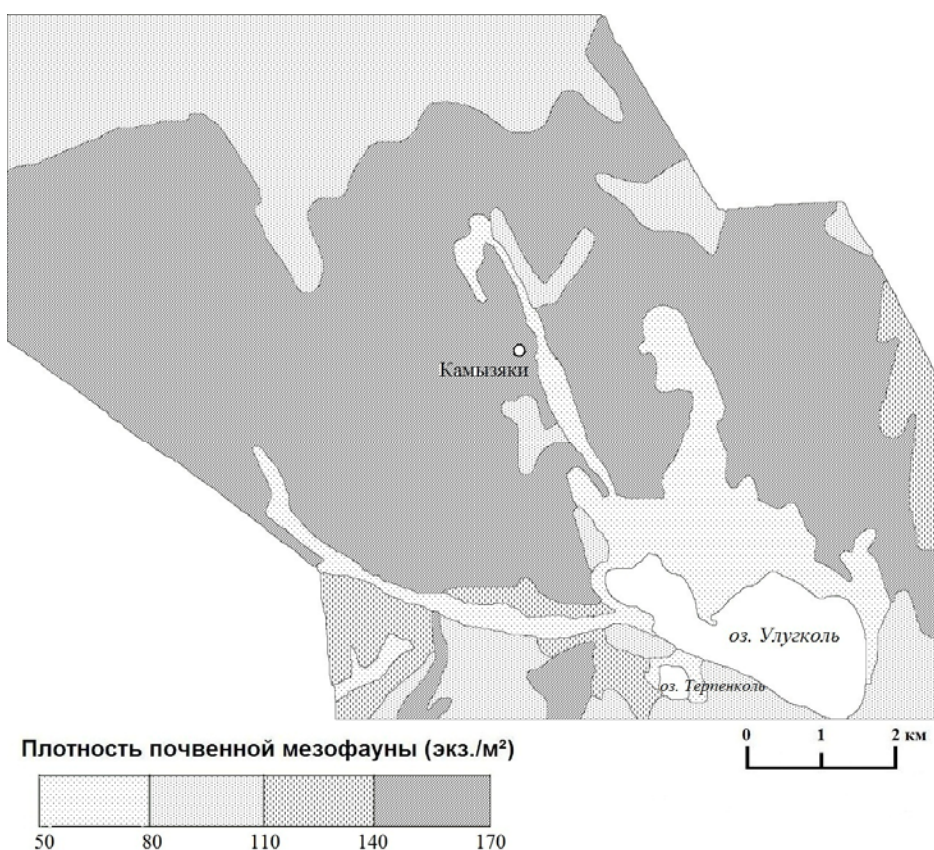 Камызяки
оз. Улугколь
оз. Терпенколь
Плотность почвенной мезофауны (экз./м²)
0 1 2 км
50 80 110 140 170